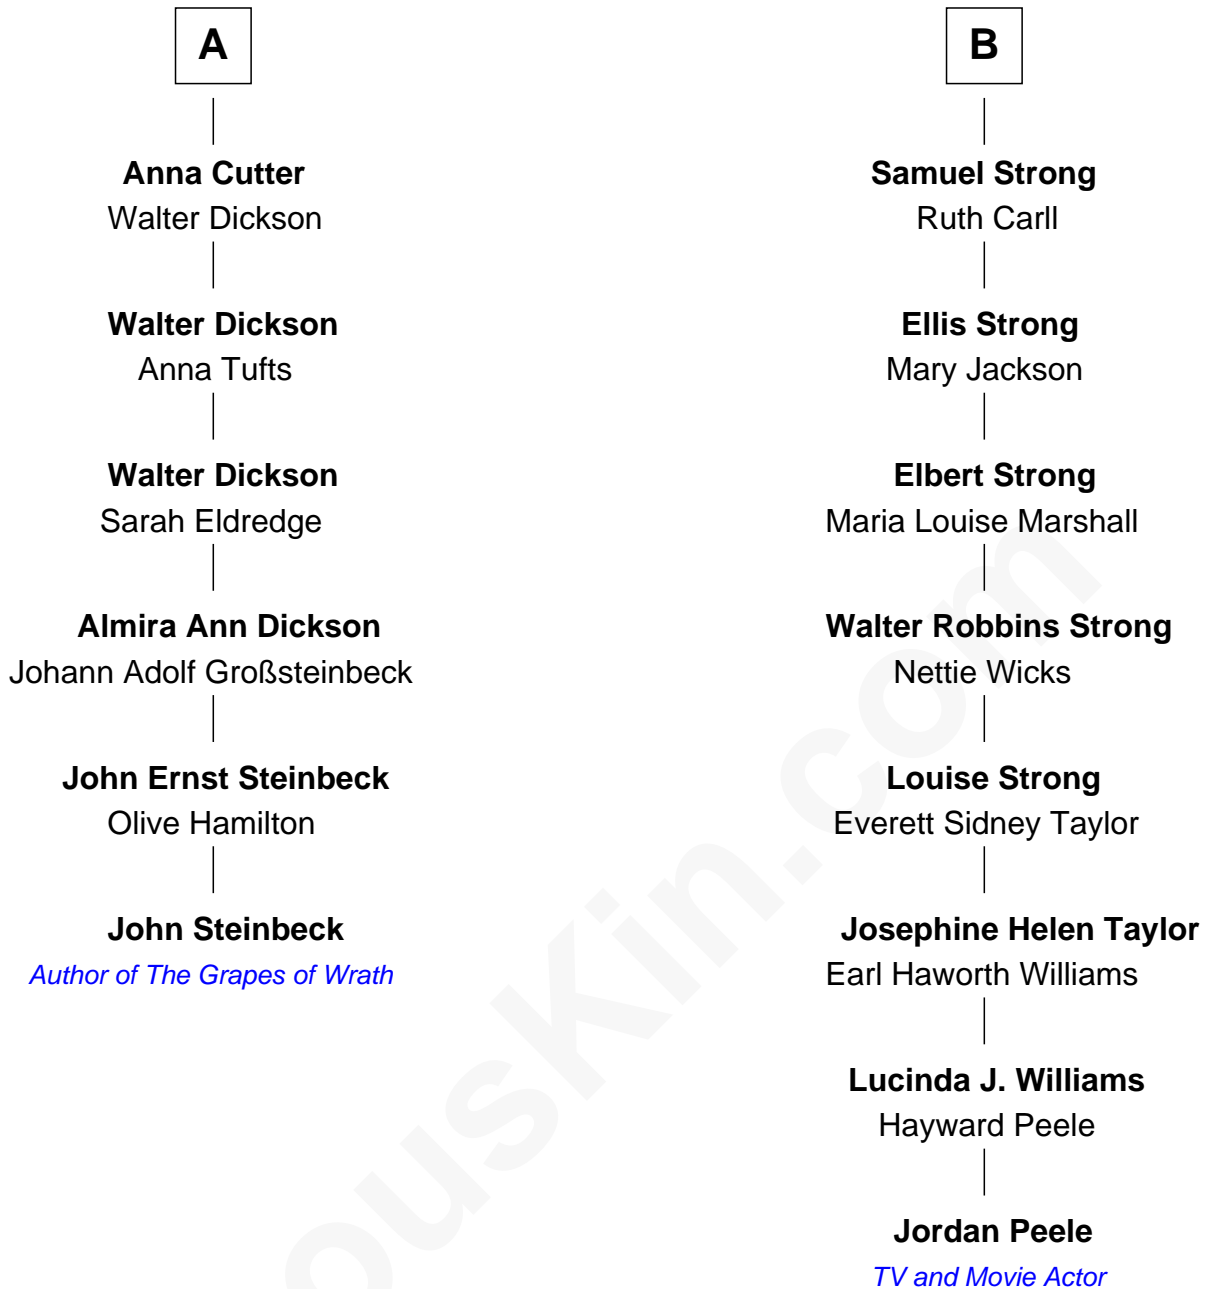 A
Anna Cutter
Walter Dickson
Walter Dickson
Anna Tufts
Walter Dickson
Sarah Eldredge
Almira Ann Dickson
Johann Adolf Großsteinbeck
John Ernst Steinbeck
Olive Hamilton
John Steinbeck
Author of The Grapes of Wrath
B
Samuel Strong
Ruth Carll
Ellis Strong
Mary Jackson
Elbert Strong
Maria Louise Marshall
Walter Robbins Strong
Nettie Wicks
Louise Strong
Everett Sidney Taylor
Josephine Helen Taylor
Earl Haworth Williams
Lucinda J. Williams
Hayward Peele
Jordan Peele
TV and Movie Actor
ousKin.com